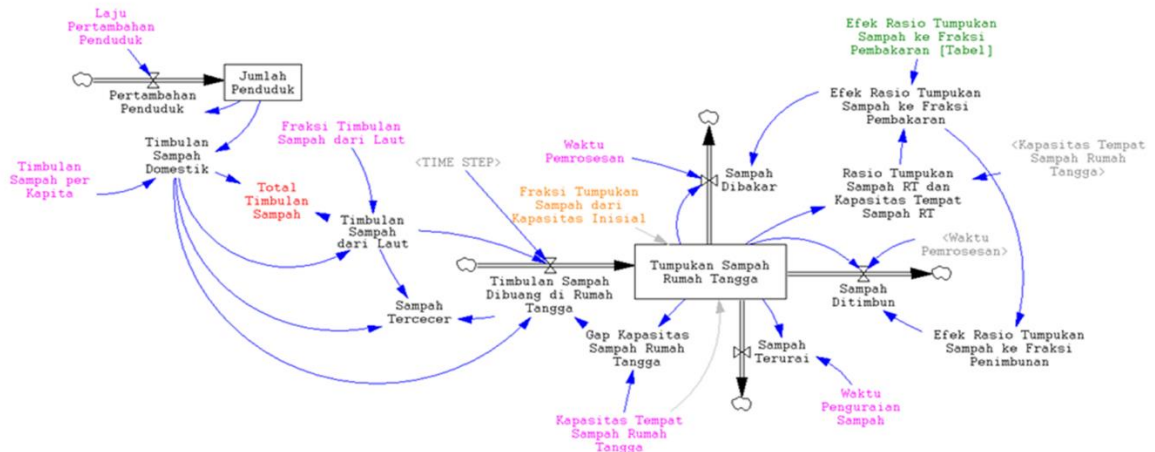 Laju
Pertambahan
Penduduk
Jumlah
Penduduk
Pertambahan
Penduduk
Timbulan
Sampah per
Kapita
Timbulan
Sampah
Domestik
Total
Timbulan
Sampah
Fraksi Timbulan
Sampah dari Laut
Timbulan
Sampah
dari Laut
Sampah
Tercecer
<TIME STEP>
Timbulan Sampah
Dibuang di Rumah
Tangga
Gap Kapasitas
Sampah Rumah
Tangga
Kapasitas Tempat
Sampah Rumah
Tangga
Fraksi Tumpukan
Sampah dari
Kapasitas Inisial
Waktu
Pemrosesan
Sampah
Dibakar
Tumpukan Sampah
Rumah Tangga
Sampah
Terurai
Waktu
Penguraian
Sampah
Efek Rasio Tumpukan
Sampah ke Fraksi
Pembakaran [Tabel]
Efek Rasio Tumpukan
Sampah ke Fraksi
Pembakaran
Rasio Tumpukan
Sampah RT dan
Kapasitas Tempat
Sampah RT
<Kapasitas Tempat
Sampah Rumah
Tangga>
<Waktu
Pemrosesan>
Sampah
Ditimbun
Efek Rasio Tumpukan
Sampah ke Fraksi
Penimbunan